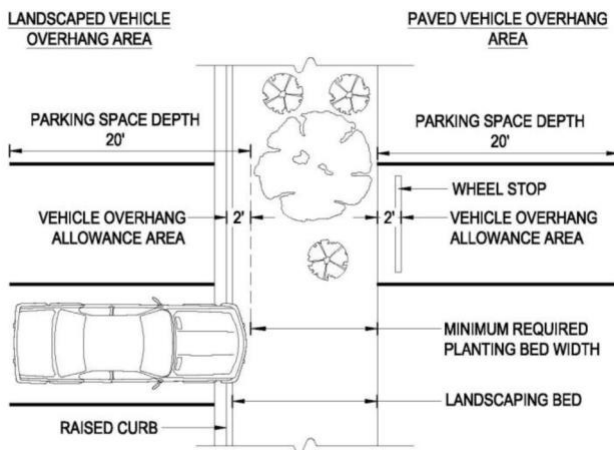 LANDSCAPED VEHICLE
OVERHANG AREA
PAVED VEHICLE OVERHANG
AREA
PARKING SPACE DEPTH
20'
PARKING SPACE DEPTH
20'
WHEEL STOP
VEHICLE OVERHANG
ALLOWANCE AREA
2'
2'
VEHICLE OVERHANG
ALLOWANCE AREA
MINIMUM REQUIRED
PLANTING BED WIDTH
LANDSCAPING BED
RAISED CURB